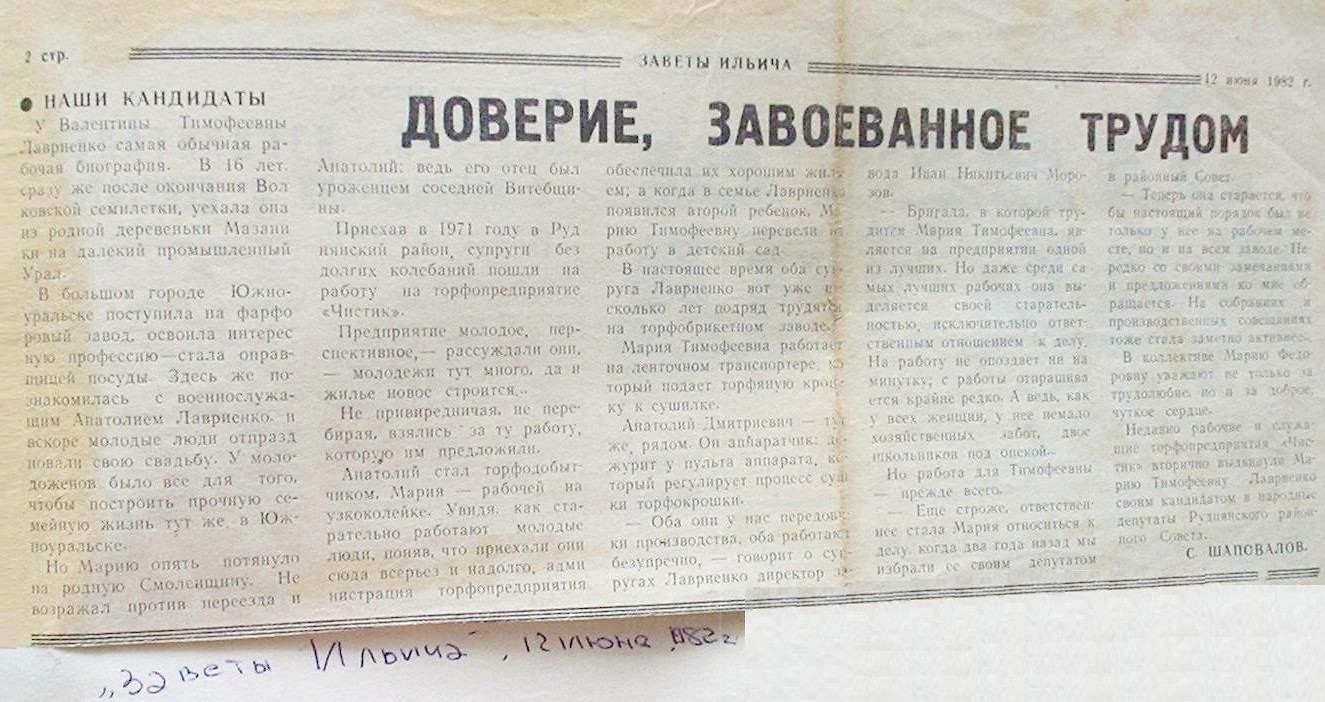 2 стр.
ЗАВЕТЫ ИЛЬИЧА
12 июня 1982 г.
● НАШИ КАНДИДАТЫ
ДОВЕРИЕ, ЗАВОЕВАННОЕ ТРУДОМ
У Валентины Тимофеевны
Лавриенко самая обычная ра-
бочая биография. В 16 лет,
сразу же после окончания Вол
ковской семилетки, уехала она
из родной деревеньки Мазани
ки на далекий промышленный
Урал.
В большом городе Южно-
уральске поступила на фарфо
ровый завод, освоила интерес
ную профессию—стала оправ-
щицей посуды. Здесь же по-
знакомилась с военнослужа-
щим Анатолием Лавриенко, и
вскоре молодые люди отпразд
новали свою свадьбу. У моло-
доженов было все для того,
чтобы построить прочную се-
мейную жизнь тут же, в Юж-
ноуральске.
Но Марию опять потянуло
на родную Смоленщину. Не
возражал против переезда и
Анатолий: ведь его отец был
уроженцем соседней Витебщи-
ны.
Приехав в 1971 году в Руд
нянский район, супруги без
долгих колебаний пошли на
работу на торфопредприятие
«Чистик».
Предприятие молодое, пер-
спективное,— рассуждали они,
— молодежи тут много, да и
жилье новое строится...
Не привиредничая, не пере-
бирая, взялись за ту работу,
которую им предложили.
Анатолий стал торфодобыт-
чиком, Мария — рабочей на
узкоколейке. Увидя, как ста-
рательно работают молодые
люди, поняв, что приехали они
сюда всерьез и надолго, адми
нистрация торфопредприятия
обеспечила их хорошим жиль
ем; а когда в семье Лавриенко
появился второй ребенок, Ма
рию Тимофеевну перевели на
работу в детский сад.
В настоящее время оба суп
руга Лавриенко вот уже не
сколько лет подряд трудятся
на торфобрикетном заводе.
Мария Тимофеевна работает
на ленточном транспортере, ко
торый подает торфяную крош
ку к сушилке.
Анатолий Дмитриевич — тут
же, рядом. Он аппаратчик: де
журит у пульта аппарата, ко
торый регулирует процесс суш
ки торфокрошки.
— Оба они у нас передови
ки производства, оба работают
безупречно, — говорит о суп
ругах Лавриенко директор за
вода Иван Никитьевич Моро-
зов.
— Бригада, в которой тру-
дится Мария Тимофеевна, яв-
ляется на предприятии одной
из лучших. Но даже среди са
мых лучших рабочих она вы-
деляется своей старатель-
ностью, исключительно ответ-
ственным отношением к делу.
На работу не опоздает ни на
минутку; с работы отпрашива
ется крайне редко. А ведь, как
у всех женщин, у нее немало
хозяйственных забот, двое
школьников под опекой...
Но работа для Тимофеевны
— прежде всего.
— Еще строже, ответствен-
нее стала Мария относиться к
делу, когда два года назад мы
избрали ее своим депутатом
в районный Совет.
— Теперь она старается, что
бы настоящий порядок был не
только у нее на рабочем ме-
сте, но и на всем заводе. Не-
редко со своими замечаниями
и предложениями ко мне об-
ращается. На собраниях и
производственных совещаниях
тоже стала заметно активнее.
В коллективе Марию Федо-
ровну уважают не только за
трудолюбие, но и за доброе,
чуткое сердце.
Недавно рабочие и служа-
щие торфопредприятия «Чис-
тик» вторично выдвинули Ма-
рию Тимофеевну Лавриенко
своим кандидатом в народные
депутаты Руднянского район-
ного Совета.
С. ШАПОВАЛОВ.
„Заветы Ильича", 12 июня, 1982 г